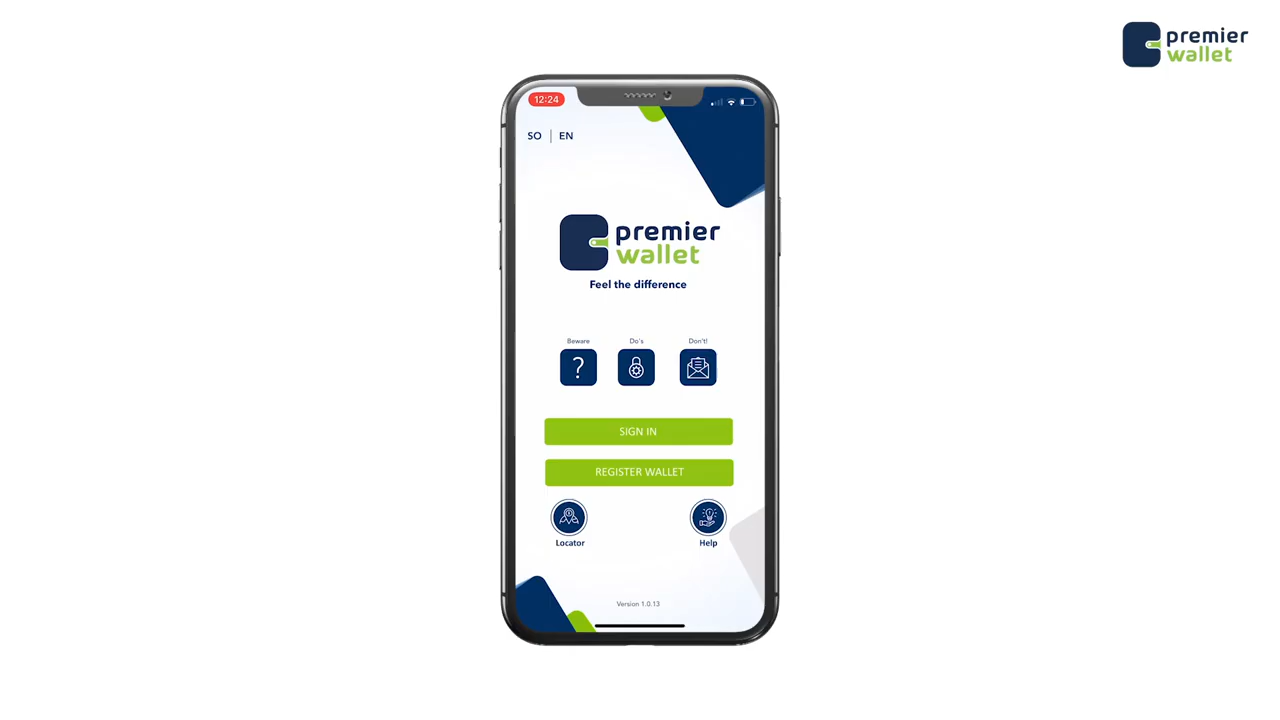 premier
wallet
12:24
SO | EN
premier
wallet
Feel the difference
Beware
Do's
Don't!
?
SIGN IN
REGISTER WALLET
Locator
Help
Version 1.0.13